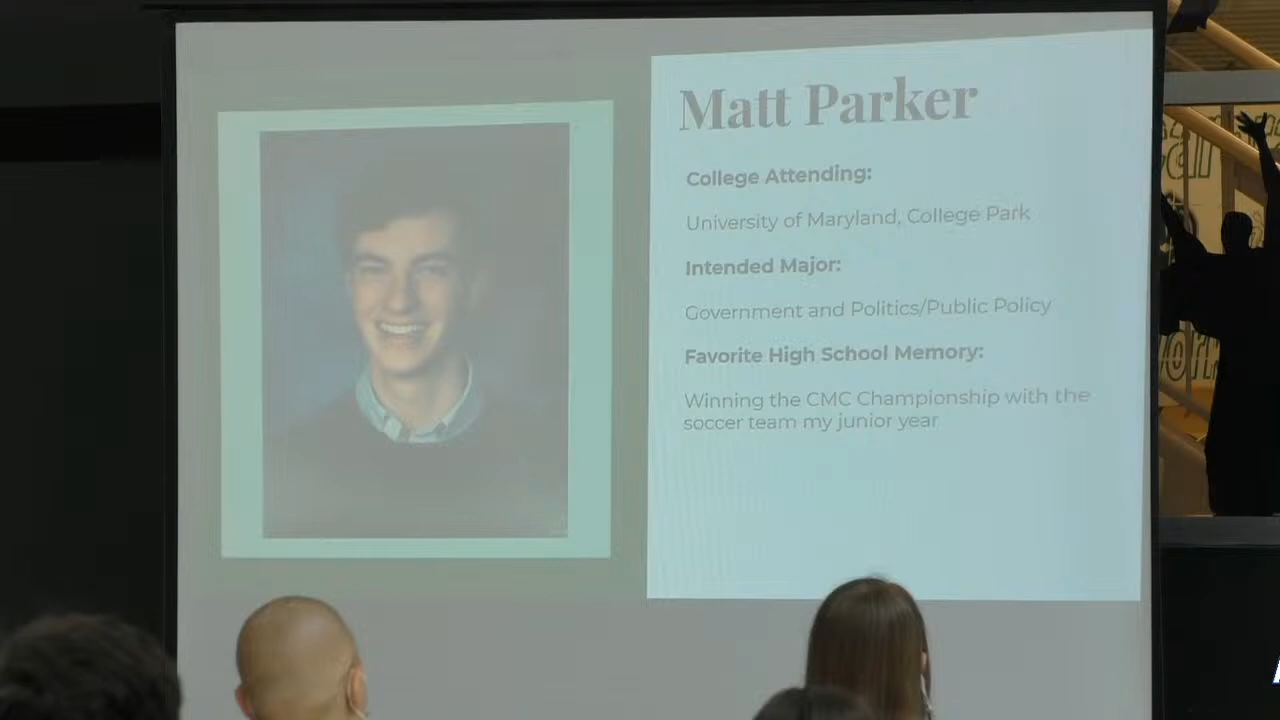 Matt Parker
College Attending:
University of Maryland, College Park
Intended Major:
Government and Politics/Public Policy
Favorite High School Memory:
Winning the CMC Championship with the
soccer team my junior year